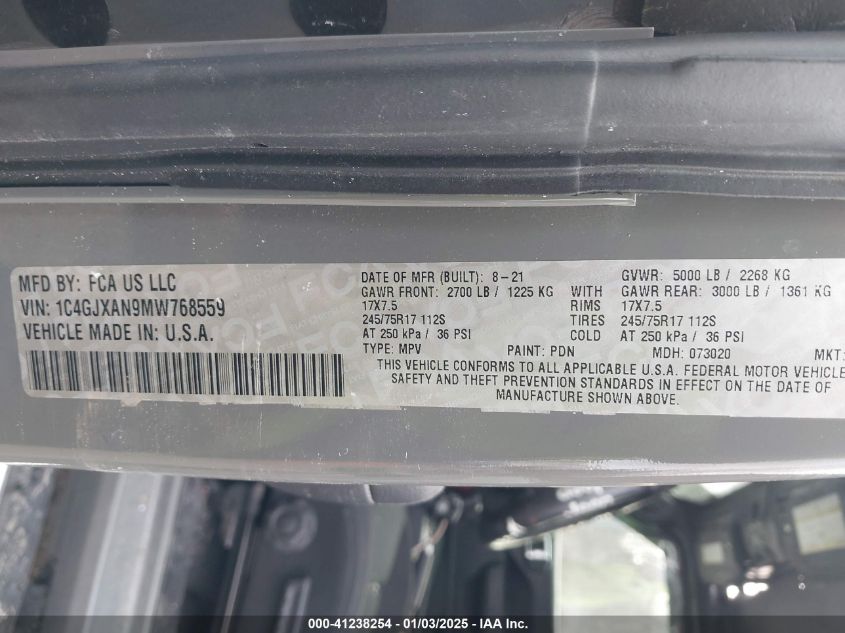 MFD BY: FCA US LLC
VIN: 1C4GJXAN9MW768559
VEHICLE MADE IN: U.S.A.
DATE OF MFR (BUILT): 8-21 GVWR: 5000 LB / 2268 KG
GAWR FRONT: 2700 LB / 1225 KG WITH GAWR REAR: 3000 LB / 1361 KG
17X7.5 RIMS 17X7.5
245/75R17 112S TIRES 245/75R17 112S
AT 250 kPa / 36 PSI COLD AT 250 kPa / 36 PSI
TYPE: MPV PAINT: PDN MDH: 073020 MKT:
THIS VEHICLE CONFORMS TO ALL APPLICABLE U.S.A. FEDERAL MOTOR VEHICLE
SAFETY AND THEFT PREVENTION STANDARDS IN EFFECT ON THE DATE OF
MANUFACTURE SHOWN ABOVE.
000-41238254 - 01/03/2025 - IAA Inc.